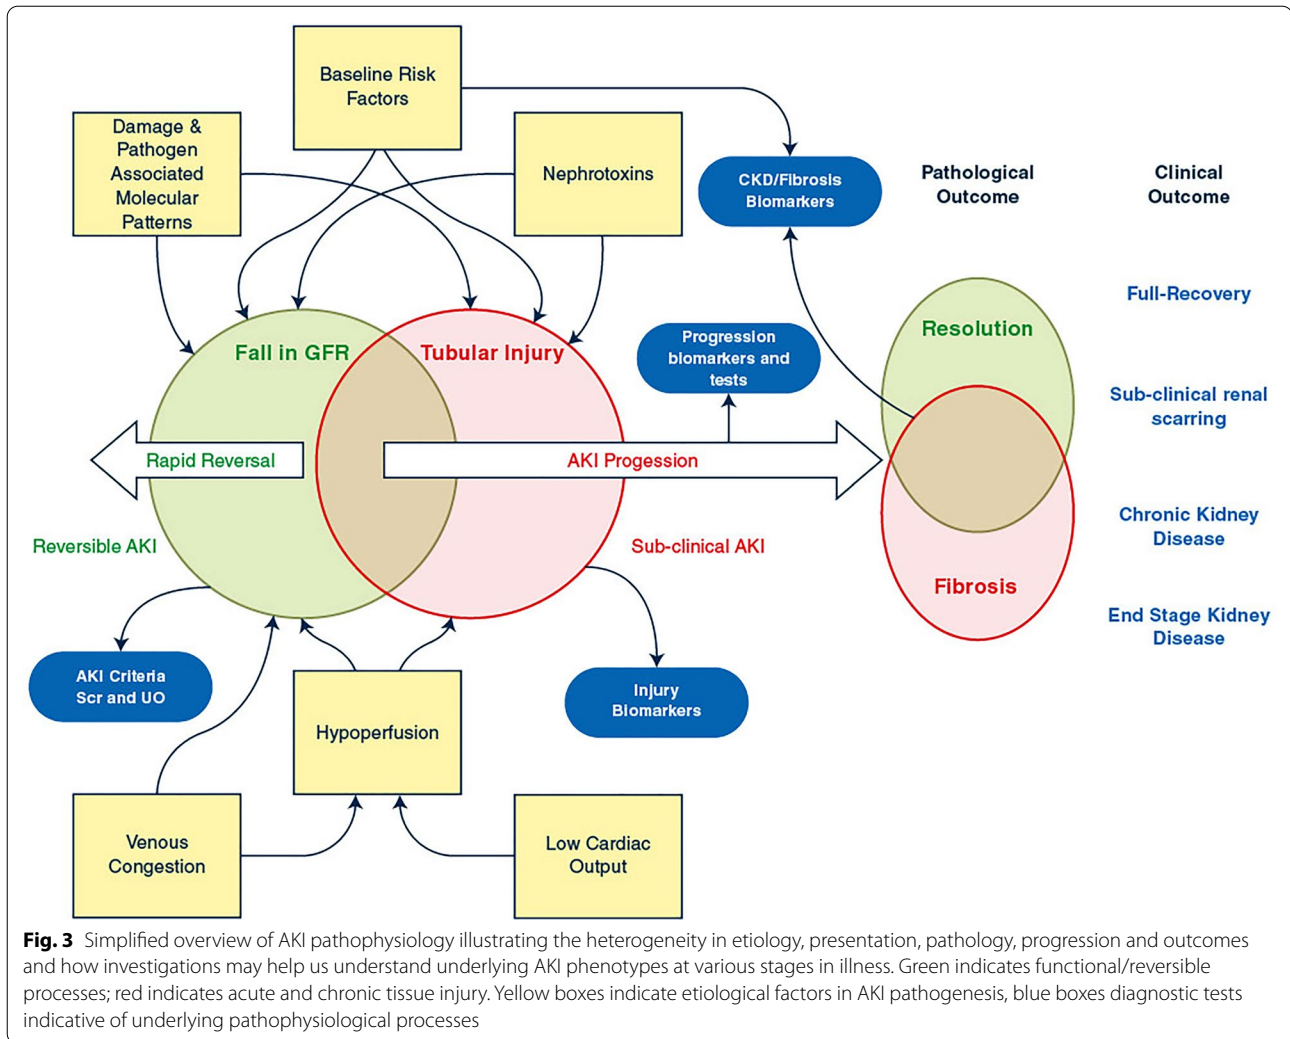 Baseline Risk
Factors
Damage &
Pathogen
Associated
Molecular
Patterns
Nephrotoxins
CKD/Fibrosis
Biomarkers
Pathological
Outcome
Clinical
Outcome
Fall in GFR
Tubular Injury
Progression
biomarkers and
tests
Resolution
Full-Recovery
Sub-clinical renal
scarring
Rapid Reversal
AKI Progession
Reversible AKI
Sub-clinical AKI
Chronic Kidney
Disease
Fibrosis
End Stage Kidney
Disease
AKI Criteria
Scr and UO
Injury
Biomarkers
Hypoperfusion
Venous
Congestion
Low Cardiac
Output
Fig. 3 Simplified overview of AKI pathophysiology illustrating the heterogeneity in etiology, presentation, pathology, progression and outcomes
and how investigations may help us understand underlying AKI phenotypes at various stages in illness. Green indicates functional/reversible
processes; red indicates acute and chronic tissue injury. Yellow boxes indicate etiological factors in AKI pathogenesis, blue boxes diagnostic tests
indicative of underlying pathophysiological processes